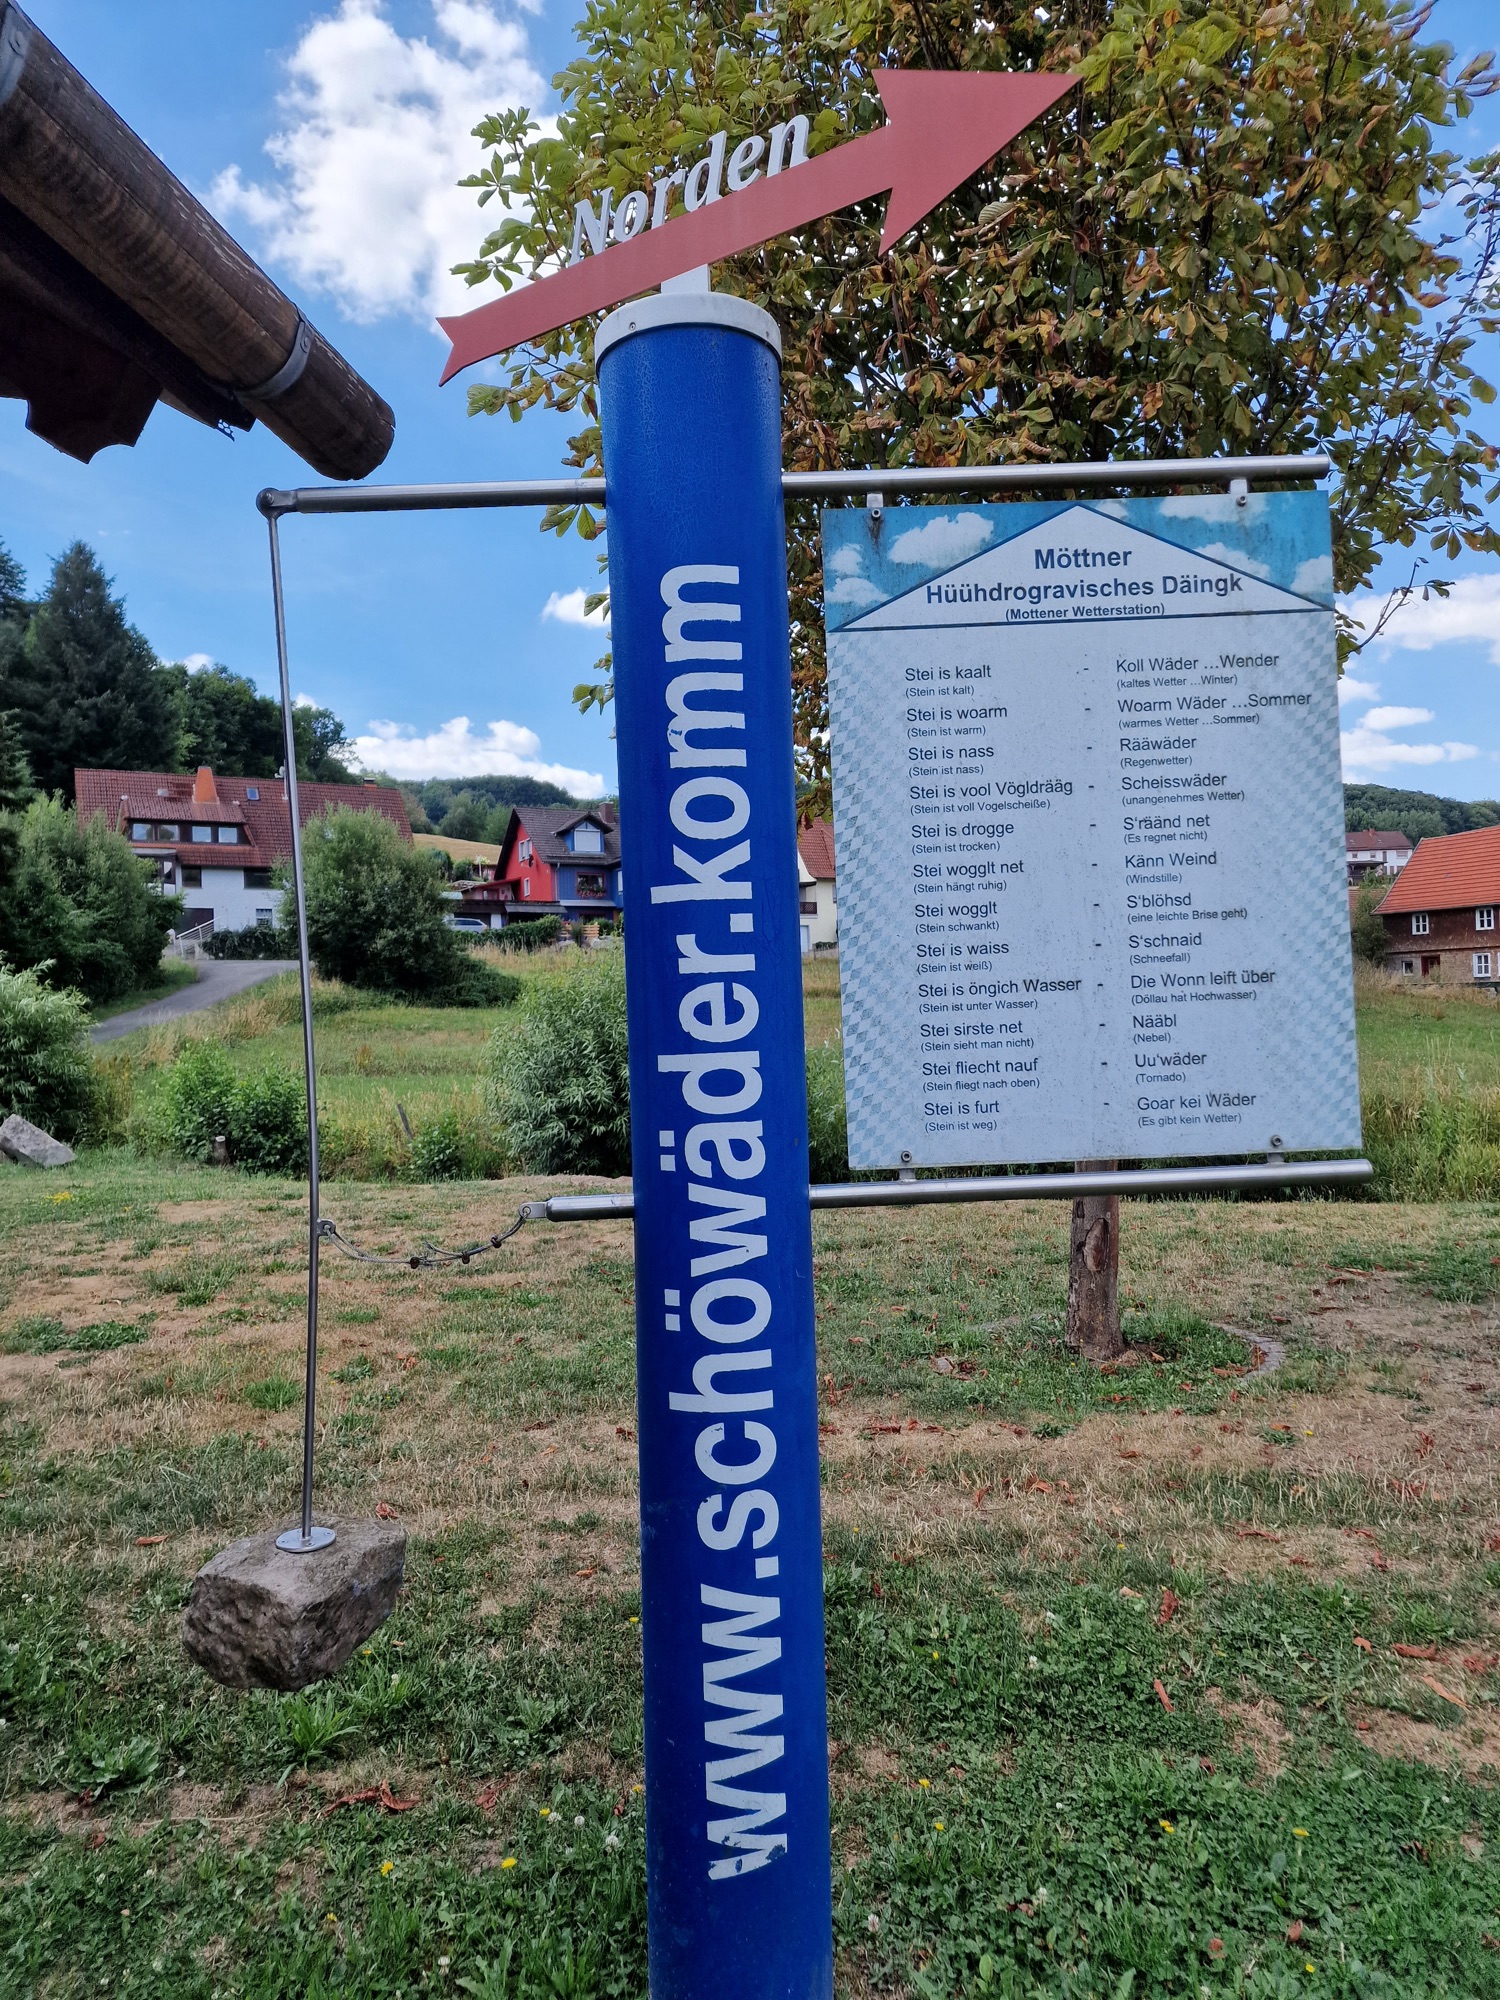 Norden
www.schöwäder.komm
Möttner
Hüühdrogravisches Däingk
(Mottener Wetterstation)
Stei is kaalt - Koll Wäder ...Wender
(Stein ist kalt) (kaltes Wetter ...Winter)
Stei is woarm - Woarm Wäder ...Sommer
(Stein ist warm) (warmes Wetter ...Sommer)
Stei is nass - Rääwäder
(Stein ist nass) (Regenwetter)
Stei is vool Vögldrääg - Scheisswäder
(Stein ist voll Vogelscheiße) (unangenehmes Wetter)
Stei is drogge - S'räänd net
(Stein ist trocken) (Es regnet nicht)
Stei wogglt net - Känn Weind
(Stein hängt ruhig) (Windstille)
Stei wogglt - S'blöhsd
(Stein schwankt) (eine leichte Brise geht)
Stei is waiss - S'schnaid
(Stein ist weiß) (Schneefall)
Stei is öngich Wasser - Die Wonn leift über
(Stein ist unter Wasser) (Döllau hat Hochwasser)
Stei sirste net - Nääbl
(Stein sieht man nicht) (Nebel)
Stei fliecht nauf - Uu'wäder
(Stein fliegt nach oben) (Tornado)
Stei is furt - Goar kei Wäder
(Stein ist weg) (Es gibt kein Wetter)